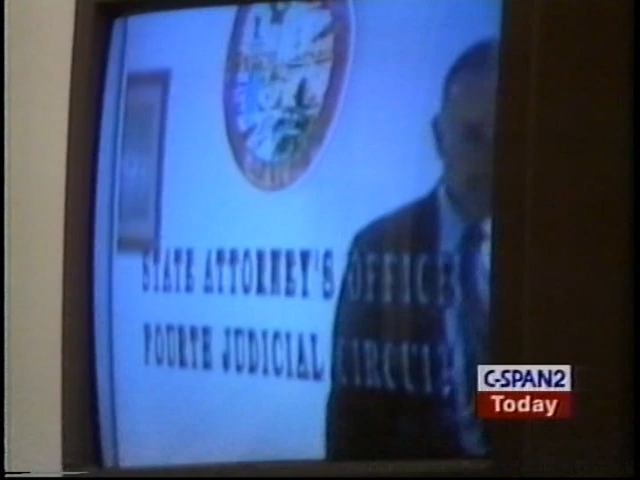 STATE ATTORNEY'S OFFICE
FOURTH JUDICIAL CIRCUIT
C-SPAN2
Today